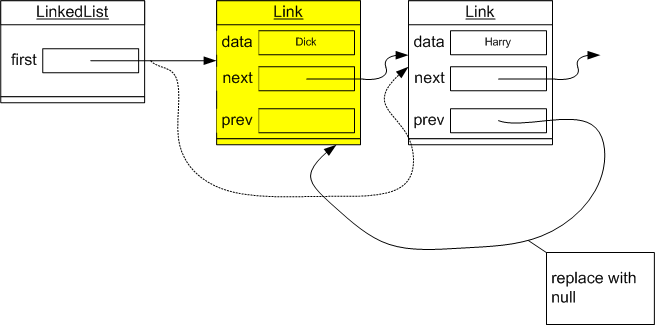 LinkedList
first
Link
data Dick
next
prev
Link
data Harry
next
prev
replace with
null